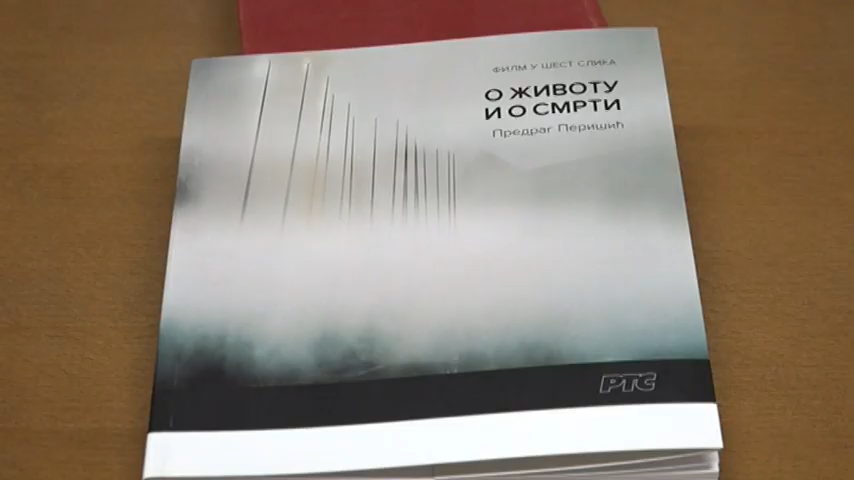 ФИЛМ У ШЕСТ СЛИКА
О ЖИВОТУ
И О СМРТИ
Предраг Перишић
РТС